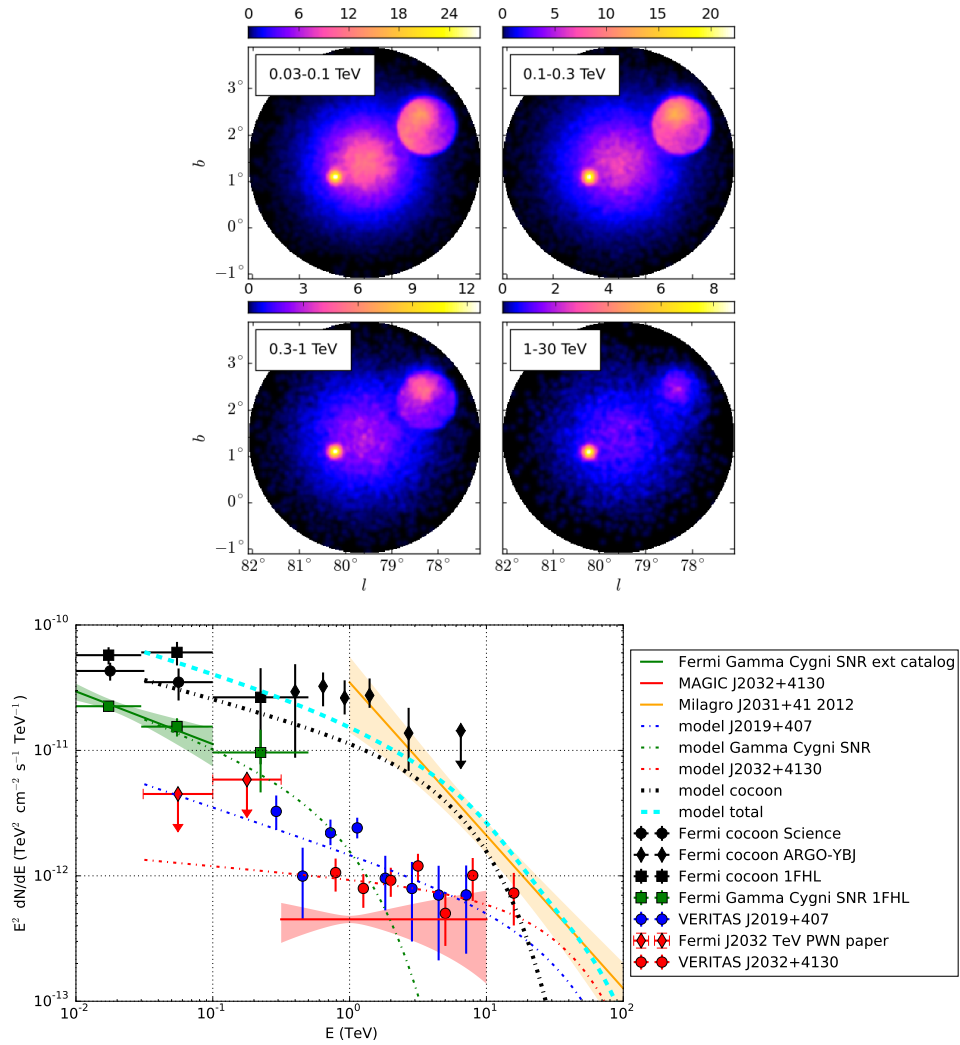 0 6 12 18 24
0 5 10 15 20
0.03-0.1 TeV
0.1-0.3 TeV
3°
2°
1°
0°
−1°
b
0 3 6 9 12
0 2 4 6 8
0.3-1 TeV
1-30 TeV
3°
2°
1°
0°
−1°
b
82° 81° 80° 79° 78°
82° 81° 80° 79° 78°
l
l
10^-10
10^-11
10^-12
10^-13
E² dN/dE (TeV² cm⁻² s⁻¹ TeV⁻¹)
10^-2 10^-1 10^0 10^1 10^2
E (TeV)
Fermi Gamma Cygni SNR ext catalog
MAGIC J2032+4130
Milagro J2031+41 2012
model J2019+407
model Gamma Cygni SNR
model J2032+4130
model cocoon
model total
Fermi cocoon Science
Fermi cocoon ARGO-YBJ
Fermi cocoon 1FHL
Fermi Gamma Cygni SNR 1FHL
VERITAS J2019+407
Fermi J2032 TeV PWN paper
VERITAS J2032+4130